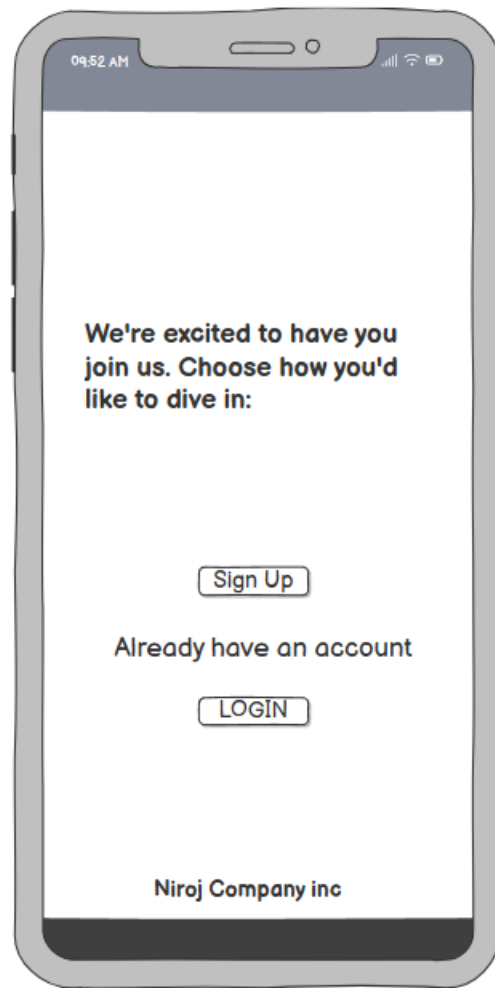 09:52 AM
We're excited to have you
join us. Choose how you'd
like to dive in:
Sign Up
Already have an account
LOGIN
Niroj Company inc